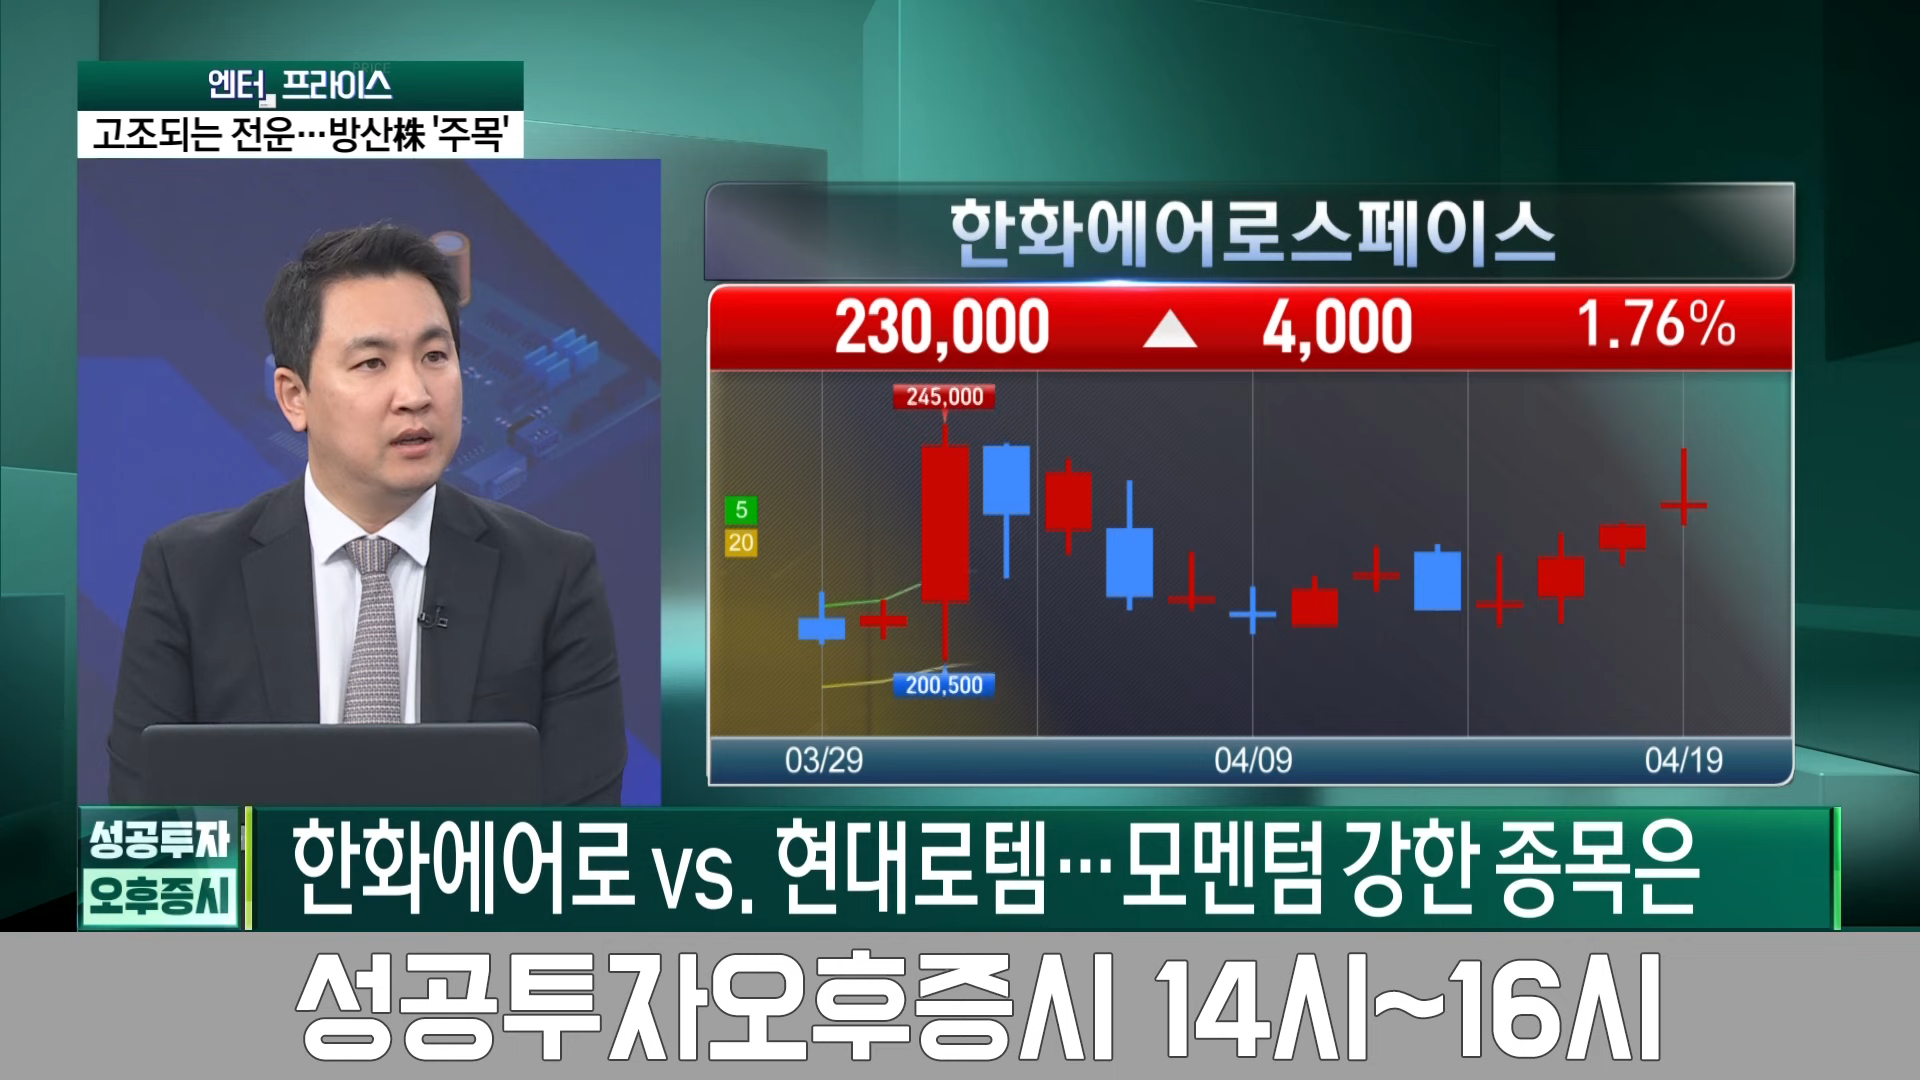 PRICE
엔터 프라이스
고조되는 전운…방산株 '주목'
한화에어로스페이스
230,000 ▲ 4,000 1.76%
245,000
5
20
200,500
03/29 04/09 04/19
성공투자
오후증시
한화에어로 vs. 현대로템…모멘텀 강한 종목은
성공투자오후증시 14시~16시